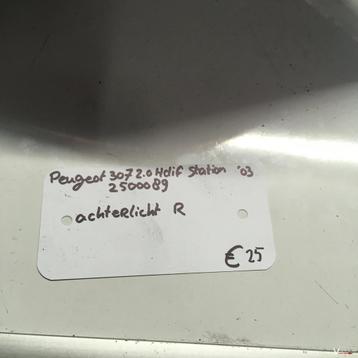 Peugeot 307 2.0 Hdif Station '03
2500089
achterlicht R
€25